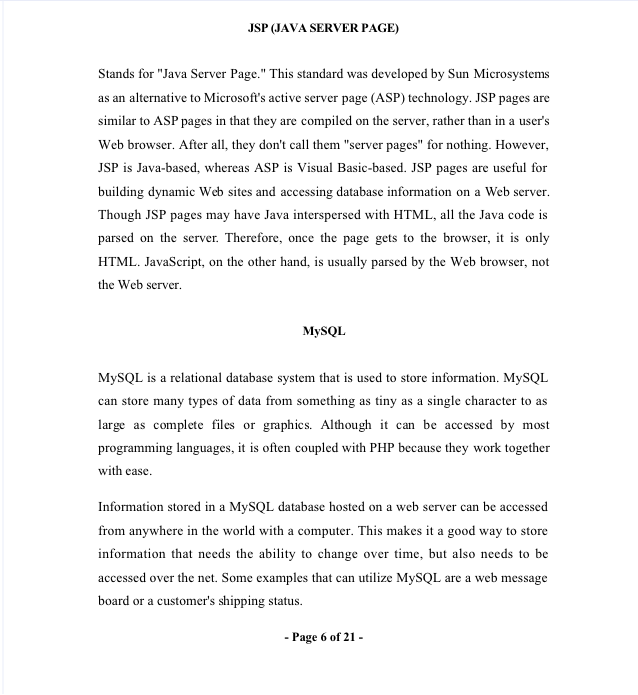 JSP (JAVA SERVER PAGE)
Stands for "Java Server Page." This standard was developed by Sun Microsystems
as an alternative to Microsoft's active server page (ASP) technology. JSP pages are
similar to ASP pages in that they are compiled on the server, rather than in a user's
Web browser. After all, they don't call them "server pages" for nothing. However,
JSP is Java-based, whereas ASP is Visual Basic-based. JSP pages are useful for
building dynamic Web sites and accessing database information on a Web server.
Though JSP pages may have Java interspersed with HTML, all the Java code is
parsed on the server. Therefore, once the page gets to the browser, it is only
HTML. JavaScript, on the other hand, is usually parsed by the Web browser, not
the Web server.
MySQL
MySQL is a relational database system that is used to store information. MySQL
can store many types of data from something as tiny as a single character to as
large as complete files or graphics. Although it can be accessed by most
programming languages, it is often coupled with PHP because they work together
with ease.
Information stored in a MySQL database hosted on a web server can be accessed
from anywhere in the world with a computer. This makes it a good way to store
information that needs the ability to change over time, but also needs to be
accessed over the net. Some examples that can utilize MySQL are a web message
board or a customer's shipping status.
- Page 6 of 21 -